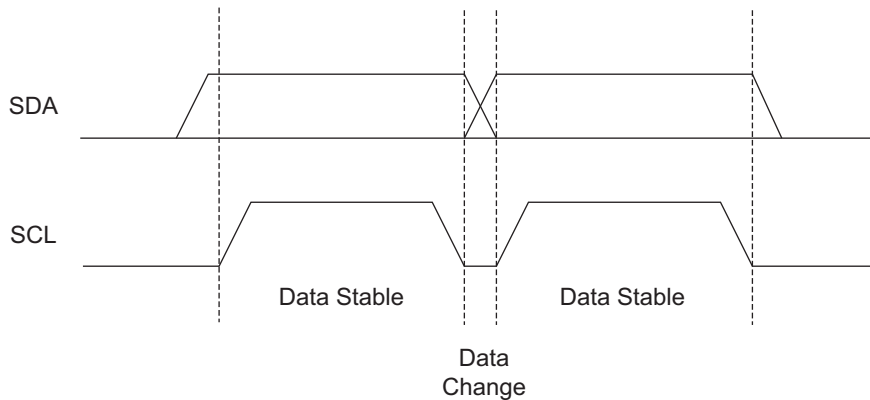 SDA
SCL
Data Stable
Data Stable
Data
Change